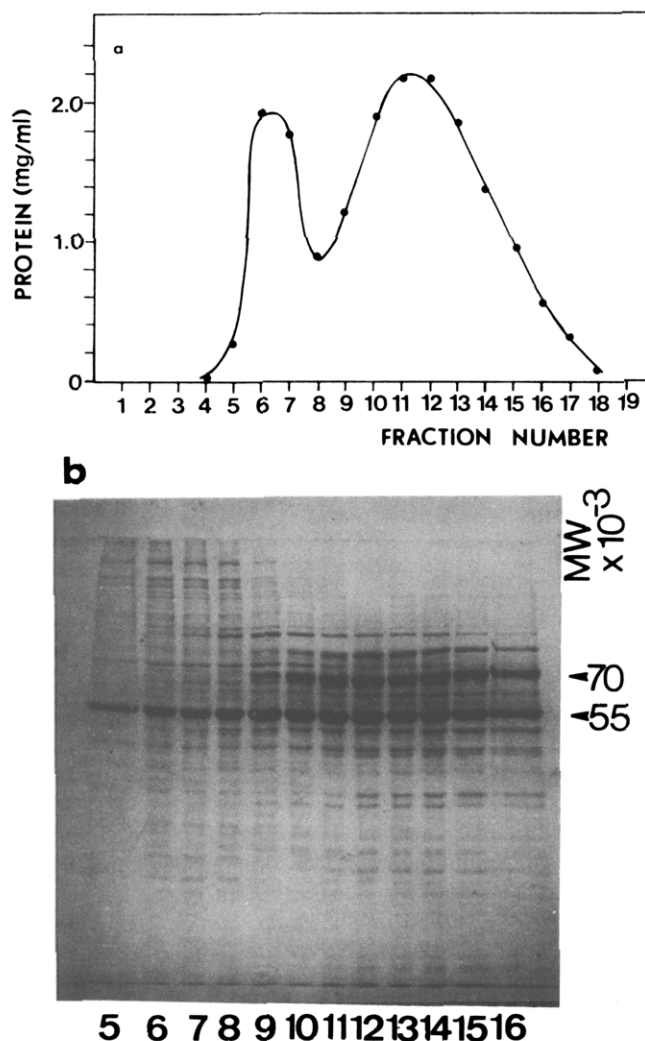 a
PROTEIN (mg/ml)
2.0
1.0
0
1 2 3 4 5 6 7 8 9 10 11 12 13 14 15 16 17 18 19
FRACTION NUMBER
b
MW
x 10-3
70
55
5 6 7 8 9 10 11 12 13 14 15 16